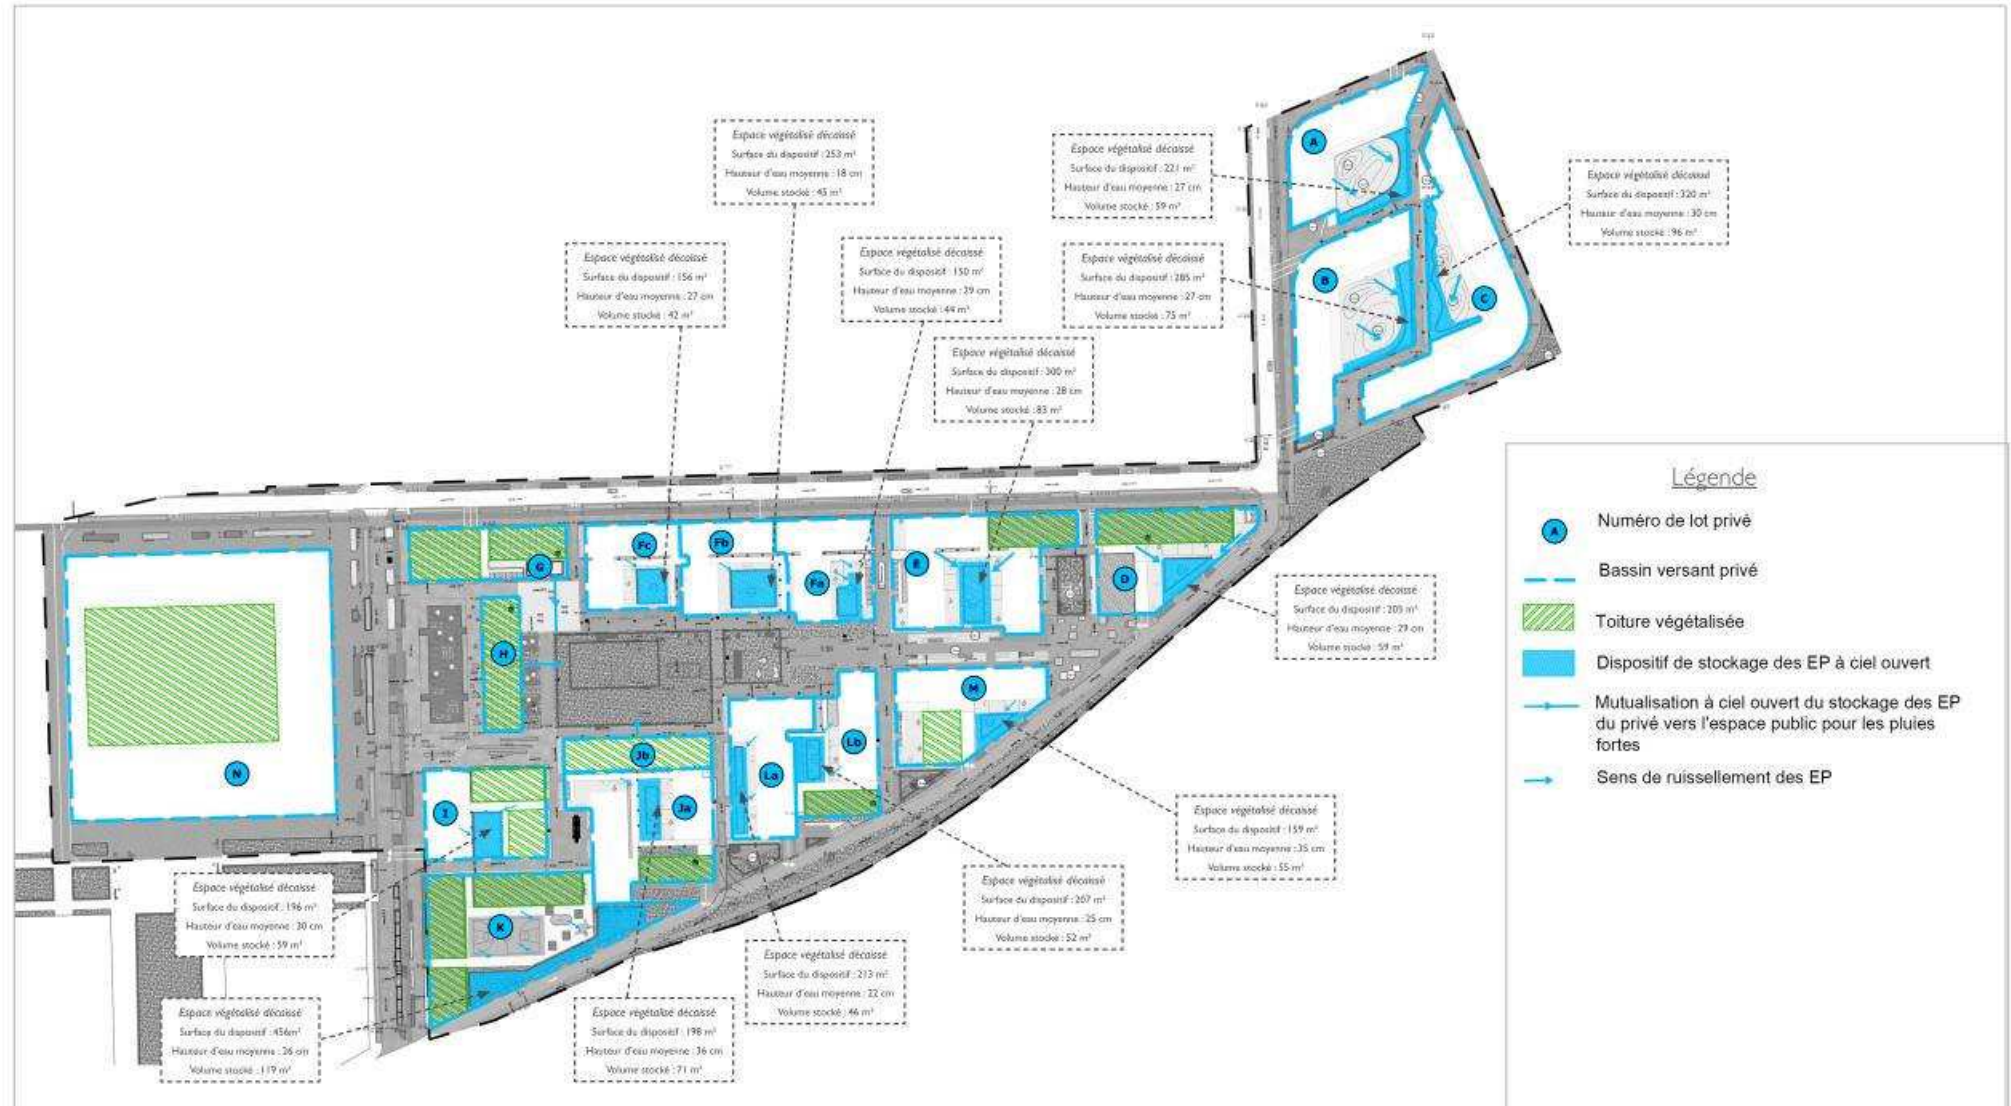 Espace végétalisé décaissé
Surface du dispositif : 253 m²
Hauteur d'eau moyenne : 18 cm
Volume stocké : 45 m³
Espace végétalisé décaissé
Surface du dispositif : 221 m²
Hauteur d'eau moyenne : 27 cm
Volume stocké : 59 m³
Espace végétalisé décaissé
Surface du dispositif : 320 m²
Hauteur d'eau moyenne : 30 cm
Volume stocké : 96 m³
Espace végétalisé décaissé
Surface du dispositif : 156 m²
Hauteur d'eau moyenne : 27 cm
Volume stocké : 42 m³
Espace végétalisé décaissé
Surface du dispositif : 150 m²
Hauteur d'eau moyenne : 29 cm
Volume stocké : 44 m³
Espace végétalisé décaissé
Surface du dispositif : 285 m²
Hauteur d'eau moyenne : 27 cm
Volume stocké : 75 m³
Espace végétalisé décaissé
Surface du dispositif : 300 m²
Hauteur d'eau moyenne : 28 cm
Volume stocké : 83 m³
A
B
C
Fc
Fb
Fa
E
D
G
H
N
I
Jb
Ja
La
Lb
M
K
Espace végétalisé décaissé
Surface du dispositif : 205 m²
Hauteur d'eau moyenne : 29 cm
Volume stocké : 59 m³
Espace végétalisé décaissé
Surface du dispositif : 159 m²
Hauteur d'eau moyenne : 35 cm
Volume stocké : 55 m³
Espace végétalisé décaissé
Surface du dispositif : 207 m²
Hauteur d'eau moyenne : 25 cm
Volume stocké : 52 m³
Espace végétalisé décaissé
Surface du dispositif : 196 m²
Hauteur d'eau moyenne : 30 cm
Volume stocké : 59 m³
Espace végétalisé décaissé
Surface du dispositif : 213 m²
Hauteur d'eau moyenne : 22 cm
Volume stocké : 46 m³
Espace végétalisé décaissé
Surface du dispositif : 456m²
Hauteur d'eau moyenne : 26 cm
Volume stocké : 119 m³
Espace végétalisé décaissé
Surface du dispositif : 198 m²
Hauteur d'eau moyenne : 36 cm
Volume stocké : 71 m³
Légende
A
Numéro de lot privé
Bassin versant privé
Toiture végétalisée
Dispositif de stockage des EP à ciel ouvert
Mutualisation à ciel ouvert du stockage des EP
du privé vers l'espace public pour les pluies
fortes
Sens de ruissellement des EP